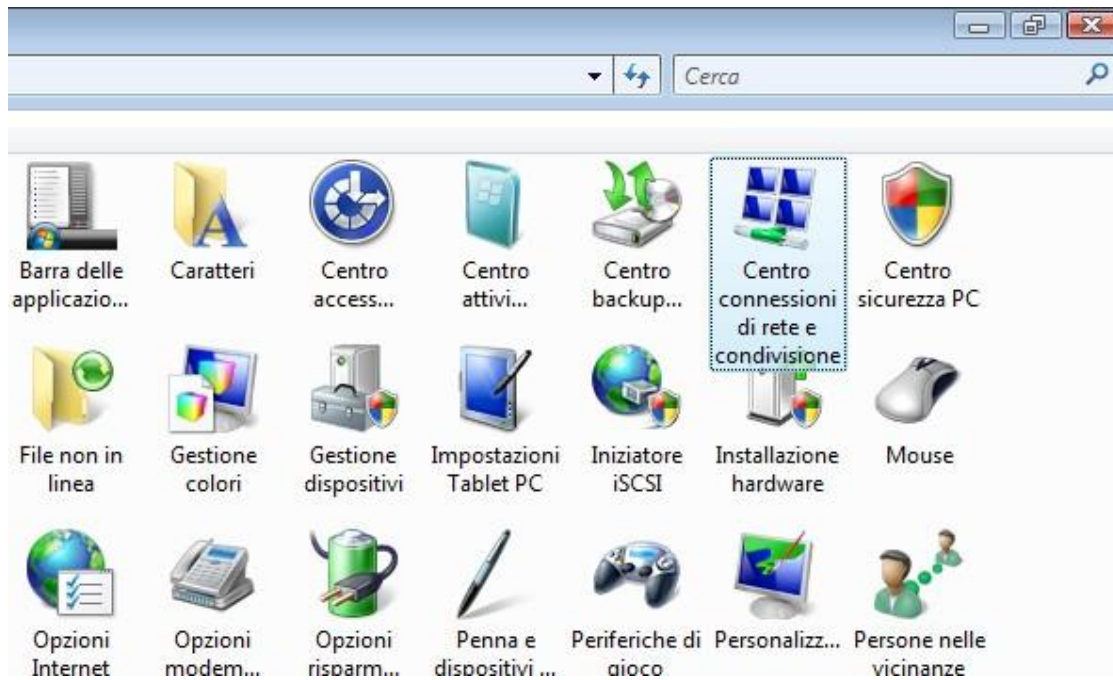 Cerca
Barra delle
applicazio...
Caratteri
Centro
access...
Centro
attivi...
Centro
backup...
Centro
connessioni
di rete e
condivisione
Centro
sicurezza PC
File non in
linea
Gestione
colori
Gestione
dispositivi
Impostazioni
Tablet PC
Iniziatore
iSCSI
Installazione
hardware
Mouse
Opzioni
Internet
Opzioni
modem...
Opzioni
risparm...
Penna e
dispositivi ...
Periferiche di
gioco
Personalizz...
Persone nelle
vicinanze